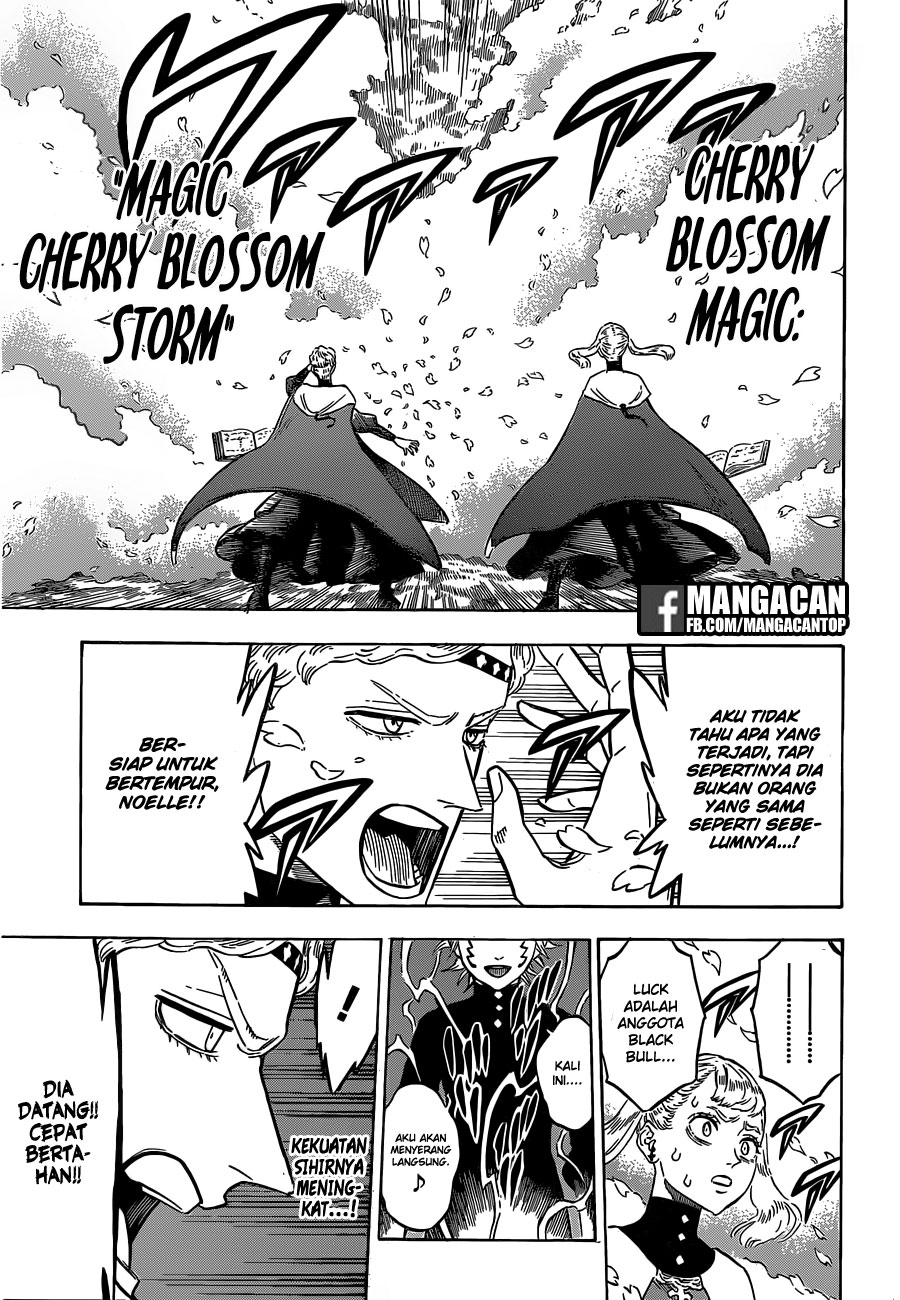 CHERRY
BLOSSOM
MAGIC:
"MAGIC
CHERRY BLOSSOM
STORM"
MANGACAN
FB.COM/MANGACANTOP
AKU TIDAK
TAHU APA YANG
TERJADI, TAPI
SEPERTINYA DIA
BUKAN ORANG
YANG SAMA
SEPERTI SEBE-
LUMNYA...!
BER-
SIAP UNTUK
BERTEMPUR,
NOELLE!!
...............
LUCK
ADALAH
ANGGOTA
BLACK
BULL...
KALI
INI....
AKU AKAN
MENYERANG
LANGSUNG.
♪
!
KEKUATAN
SIHIRNYA
MENING-
KAT...!
DIA
DATANG!!
CEPAT
BERTA-
HAN!!